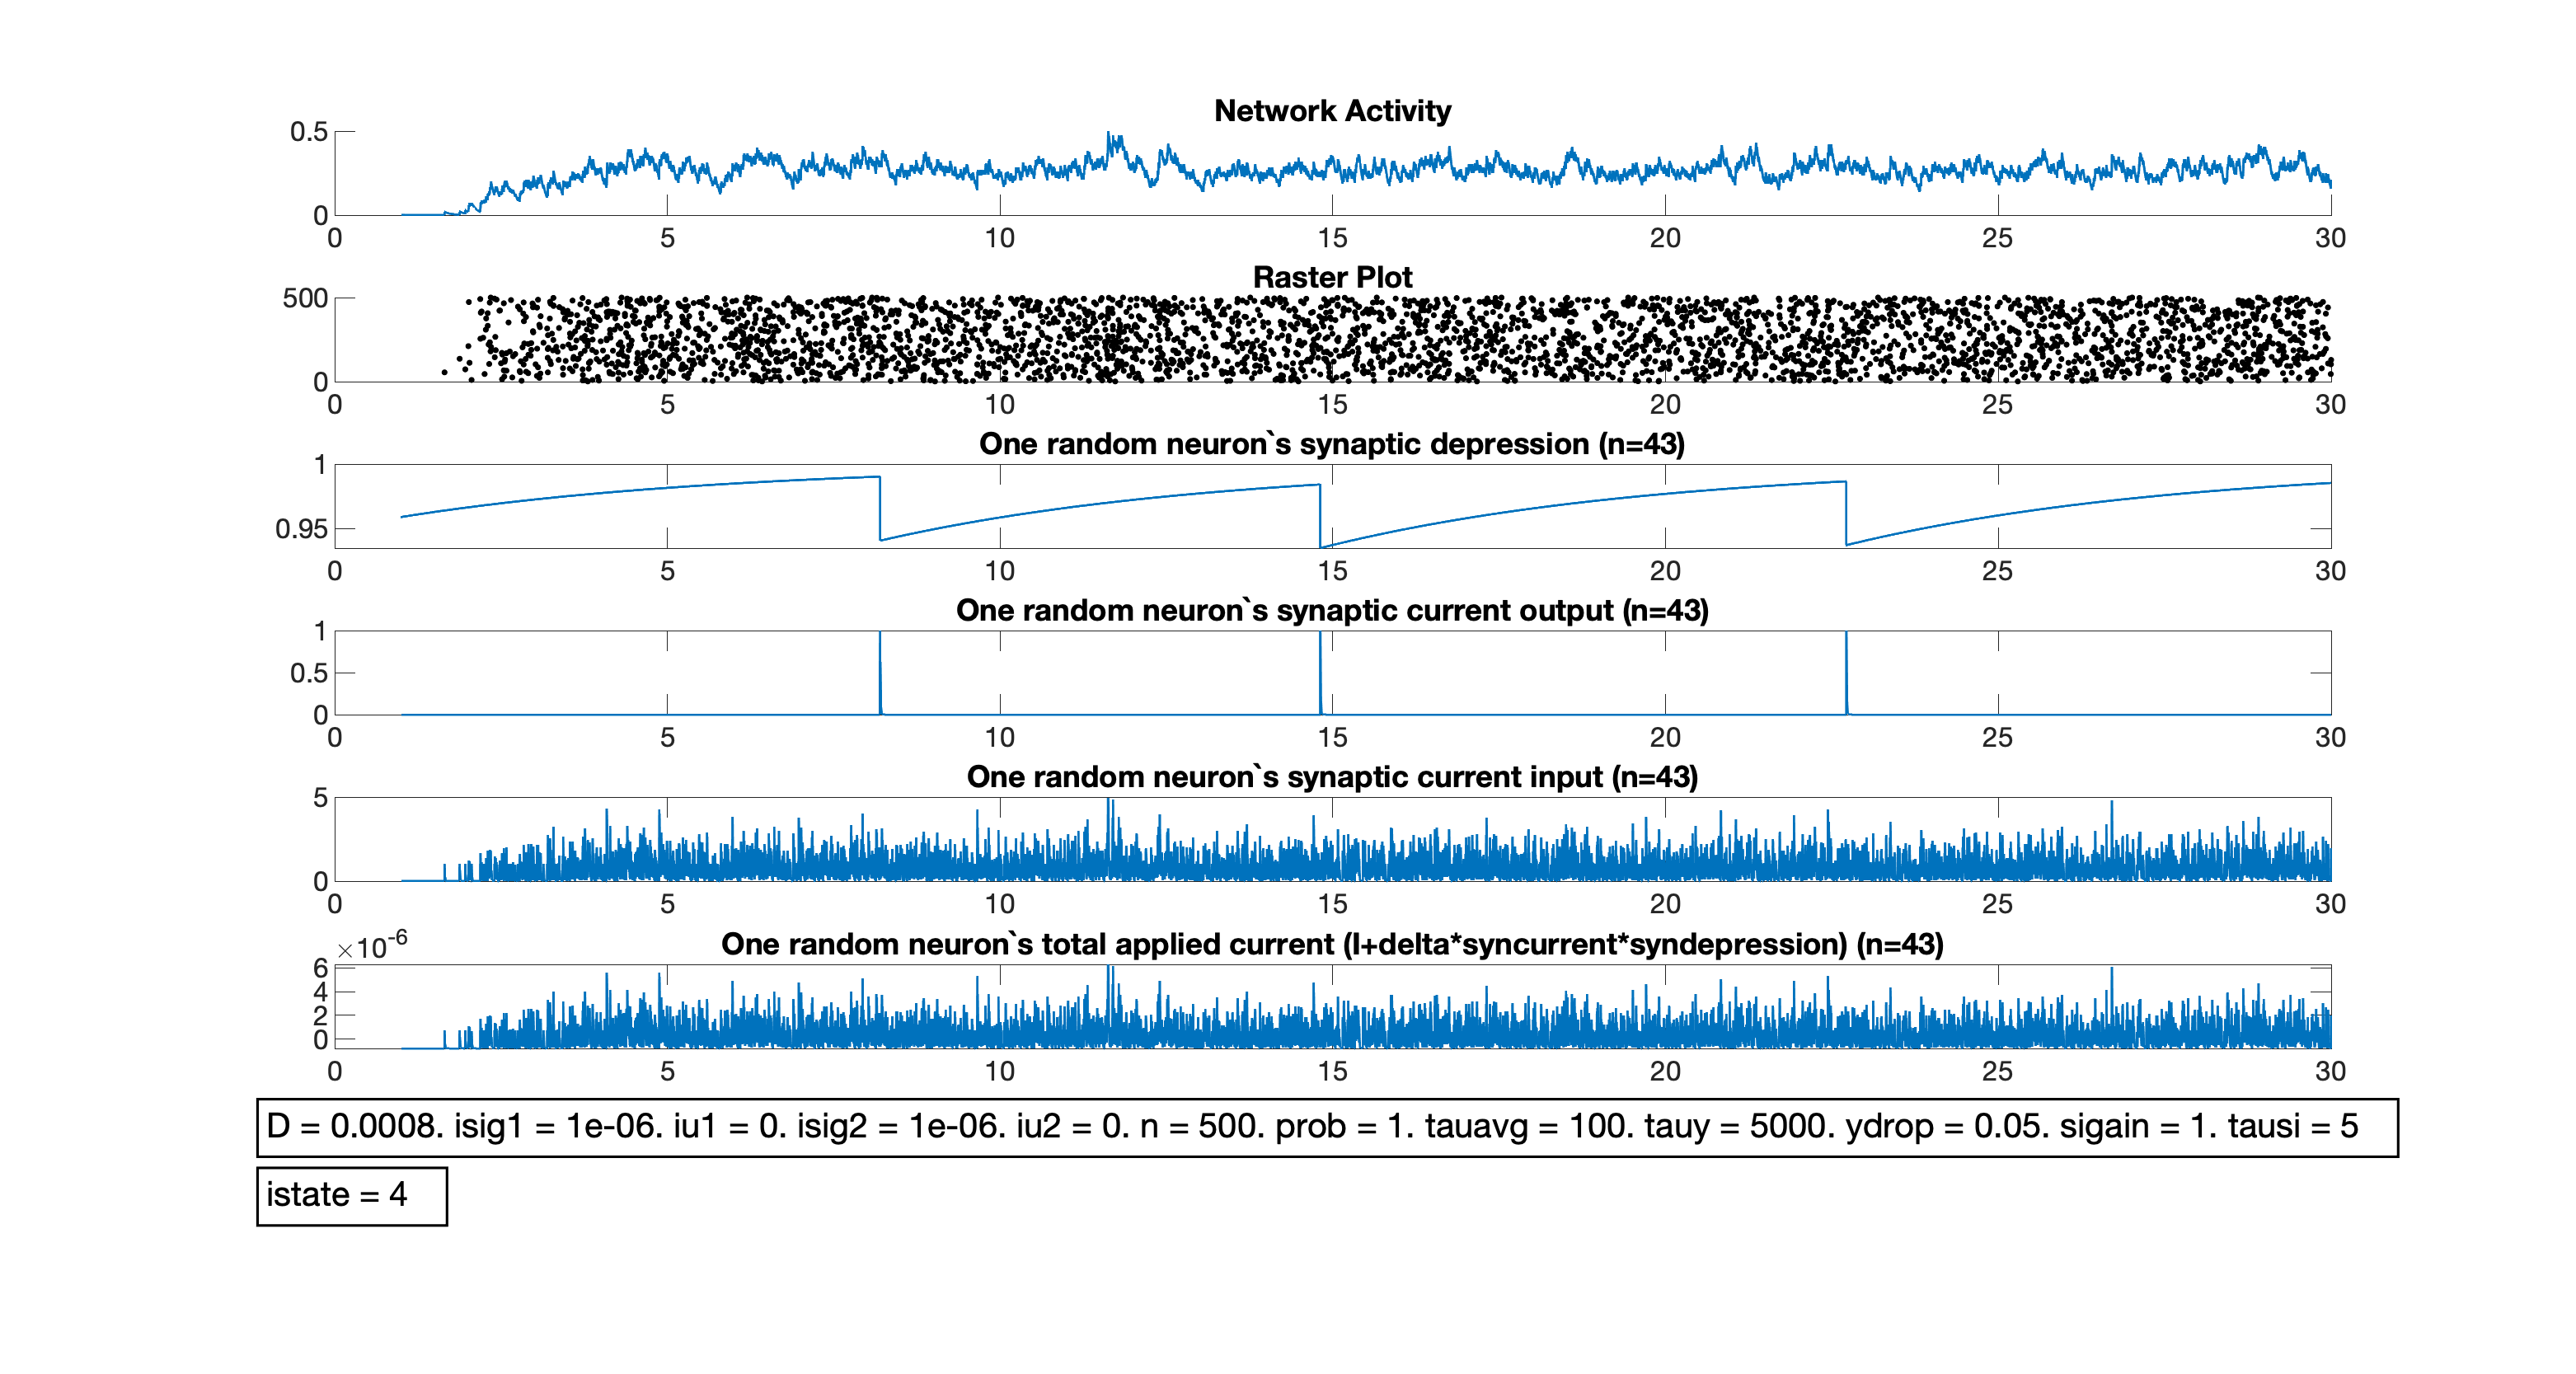 Network Activity
0.5
0
0 5 10 15 20 25 30
Raster Plot
500
0
0 5 10 15 20 25 30
One random neuron`s synaptic depression (n=43)
1
0.95
0 5 10 15 20 25 30
One random neuron`s synaptic current output (n=43)
1
0.5
0
0 5 10 15 20 25 30
One random neuron`s synaptic current input (n=43)
5
0
0 5 10 15 20 25 30
One random neuron`s total applied current (I+delta*syncurrent*syndepression) (n=43)
×10⁻⁶
6
4
2
0
0 5 10 15 20 25 30
D = 0.0008. isig1 = 1e-06. iu1 = 0. isig2 = 1e-06. iu2 = 0. n = 500. prob = 1. tauavg = 100. tauy = 5000. ydrop = 0.05. sigain = 1. tausi = 5
istate = 4